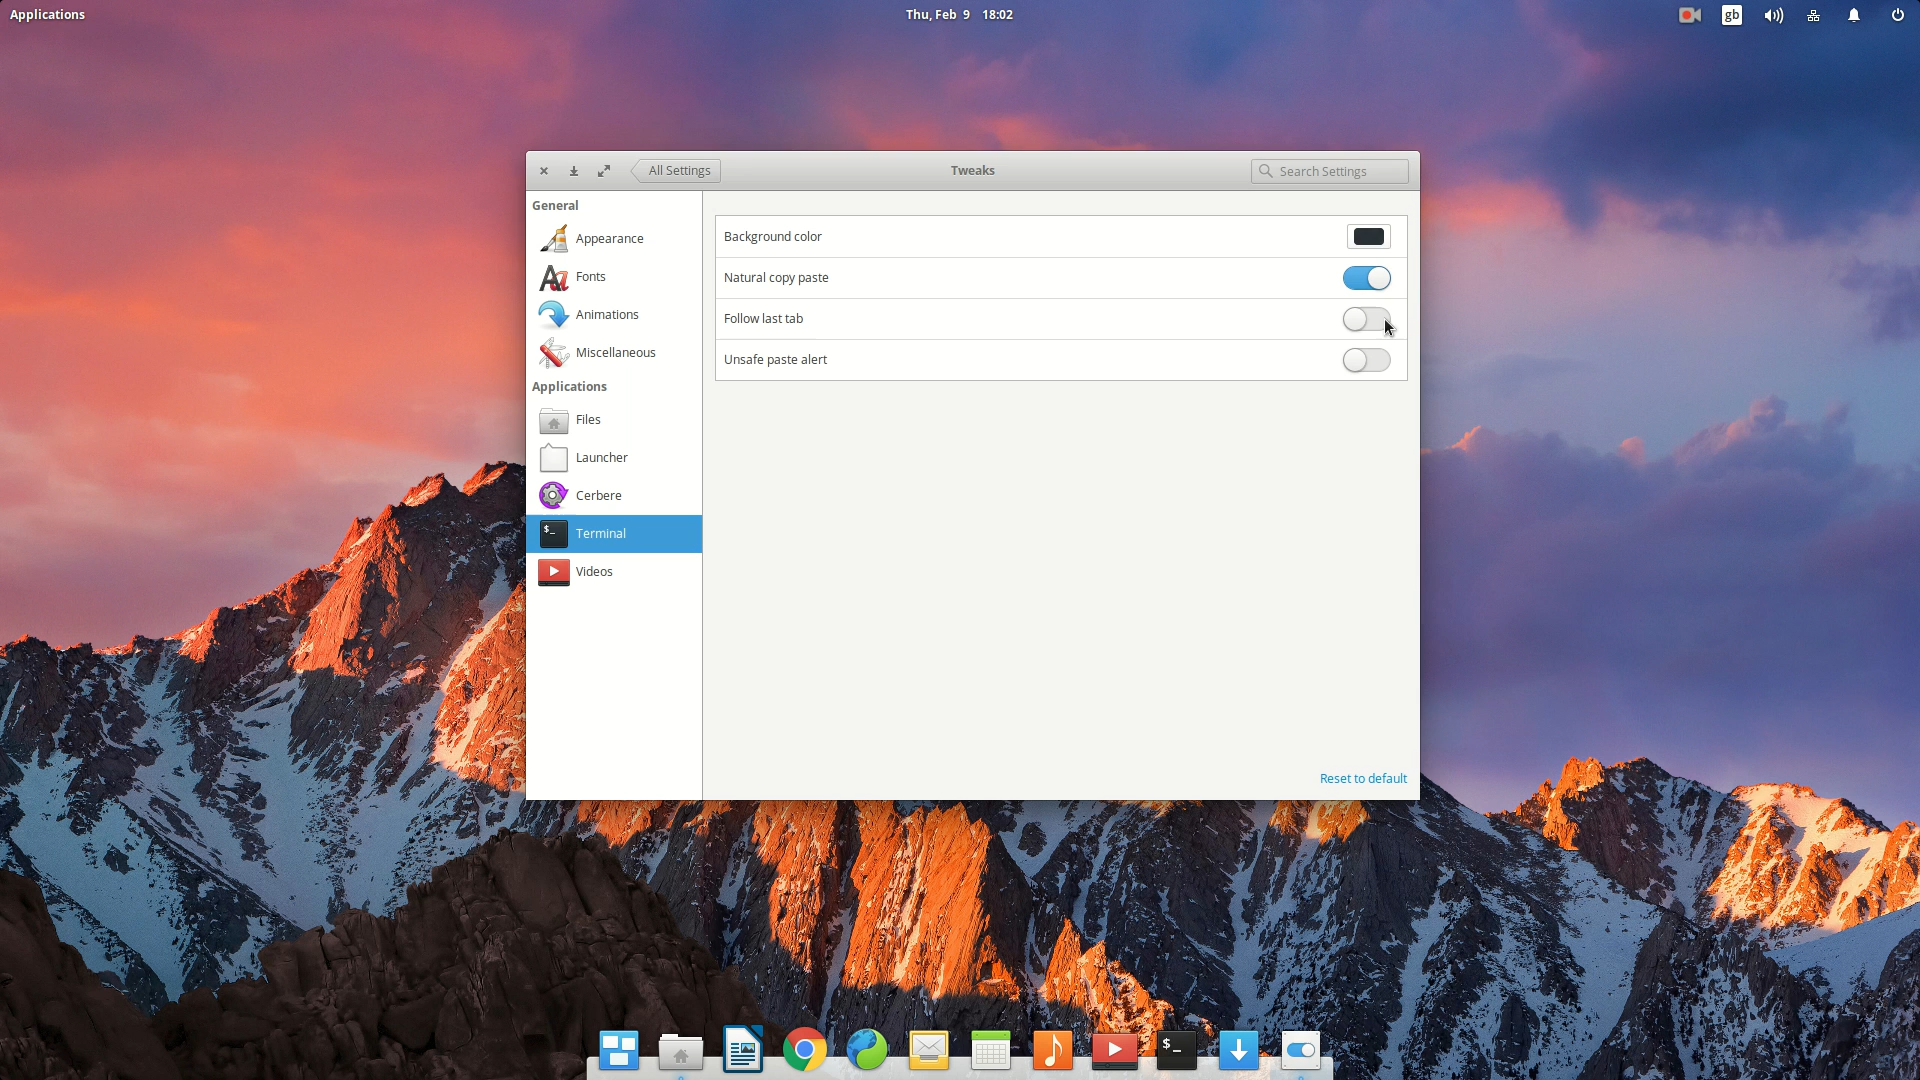 Applications
Thu, Feb 9 18:02
gb
All Settings
Tweaks
Search Settings
General
Appearance
Fonts
Animations
Miscellaneous
Applications
Files
Launcher
Cerbere
$_ Terminal
Videos
Background color
Natural copy paste
Follow last tab
Unsafe paste alert
Reset to default
$_